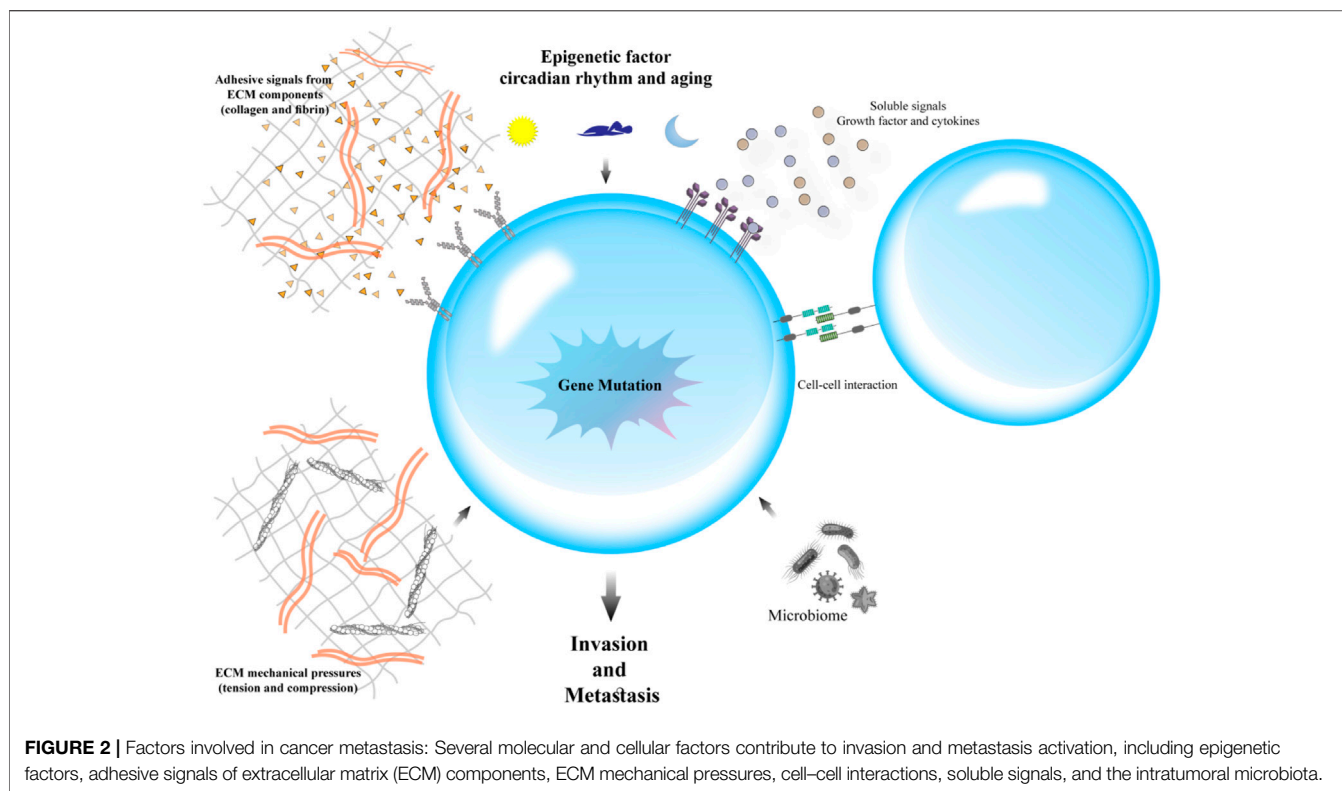 Epigenetic factor
circadian rhythm and aging
Adhesive signals from
ECM components
(collagen and fibrin)
Soluble signals
Growth factor and cytokines
Gene Mutation
Cell-cell interaction
Microbiome
ECM mechanical pressures
(tension and compression)
Invasion
and
Metastasis
FIGURE 2 | Factors involved in cancer metastasis: Several molecular and cellular factors contribute to invasion and metastasis activation, including epigenetic
factors, adhesive signals of extracellular matrix (ECM) components, ECM mechanical pressures, cell–cell interactions, soluble signals, and the intratumoral microbiota.